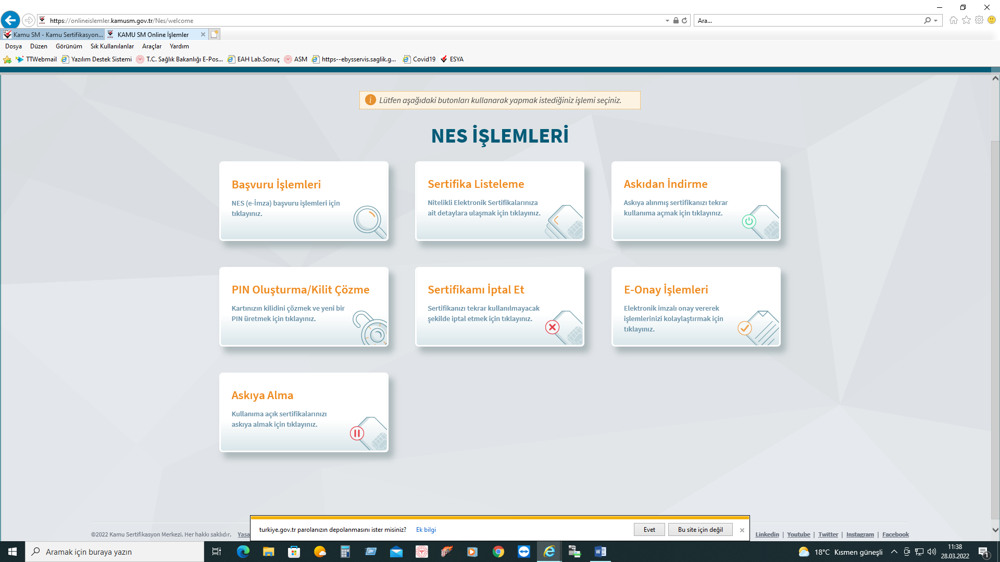 https://onlineislemler.kamusm.gov.tr/Nes/welcome
Ara...
Kamu SM - Kamu Sertifikasyon...
KAMU SM Online İşlemler
Dosya Düzen Görünüm Sık Kullanılanlar Araçlar Yardım
TTWebmail Yazılım Destek Sistemi T.C. Sağlık Bakanlığı E-Pos... EAH Lab.Sonuç ASM https--ebysservis.saglik.g... Covid19 ESYA
Lütfen aşağıdaki butonları kullanarak yapmak istediğiniz işlemi seçiniz.
NES İŞLEMLERİ
Başvuru İşlemleri
NES (e-İmza) başvuru işlemleri için
tıklayınız.
Sertifika Listeleme
Nitelikli Elektronik Sertifikalarınıza
ait detaylara ulaşmak için tıklayınız.
Askıdan İndirme
Askıya alınmış sertifikanızı tekrar
kullanıma açmak için tıklayınız.
PIN Oluşturma/Kilit Çözme
Kartınızın kilidini çözmek ve yeni bir
PIN üretmek için tıklayınız.
Sertifikamı İptal Et
Sertifikanızı tekrar kullanılmayacak
şekilde iptal etmek için tıklayınız.
E-Onay İşlemleri
Elektronik imzalı onay vererek
işlemlerinizi kolaylaştırmak için
tıklayınız.
Askıya Alma
Kullanıma açık sertifikalarınızı
askıya almak için tıklayınız.
©2022 Kamu Sertifikasyon Merkezi. Her hakkı saklıdır. Yasa
turkiye.gov.tr parolanızın depolanmasını ister misiniz? Ek bilgi Evet Bu site için değil
Linkedin | Youtube | Twitter | Instagram | Facebook
Aramak için buraya yazın
18°C Kısmen güneşli
11:38
28.03.2022
1